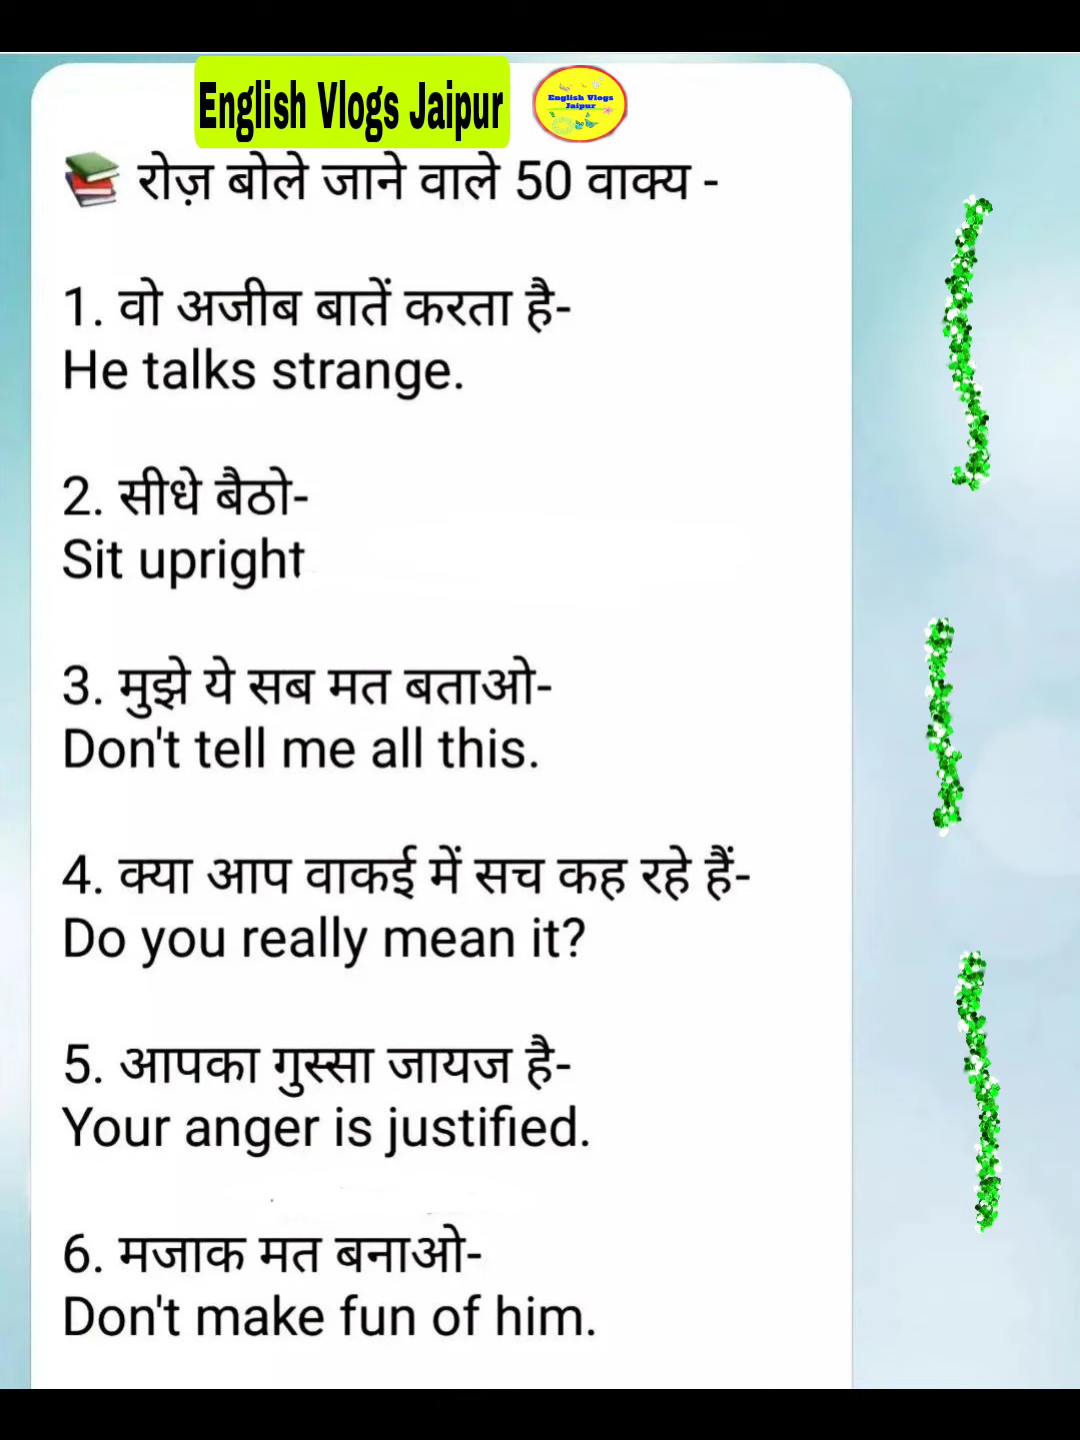 English Vlogs Jaipur
English Vlogs
Jaipur
रोज़ बोले जाने वाले 50 वाक्य -
1. वो अजीब बातें करता है-
He talks strange.
2. सीधे बैठो-
Sit upright
3. मुझे ये सब मत बताओ-
Don't tell me all this.
4. क्या आप वाकई में सच कह रहे हैं-
Do you really mean it?
5. आपका गुस्सा जायज है-
Your anger is justified.
6. मजाक मत बनाओ-
Don't make fun of him.